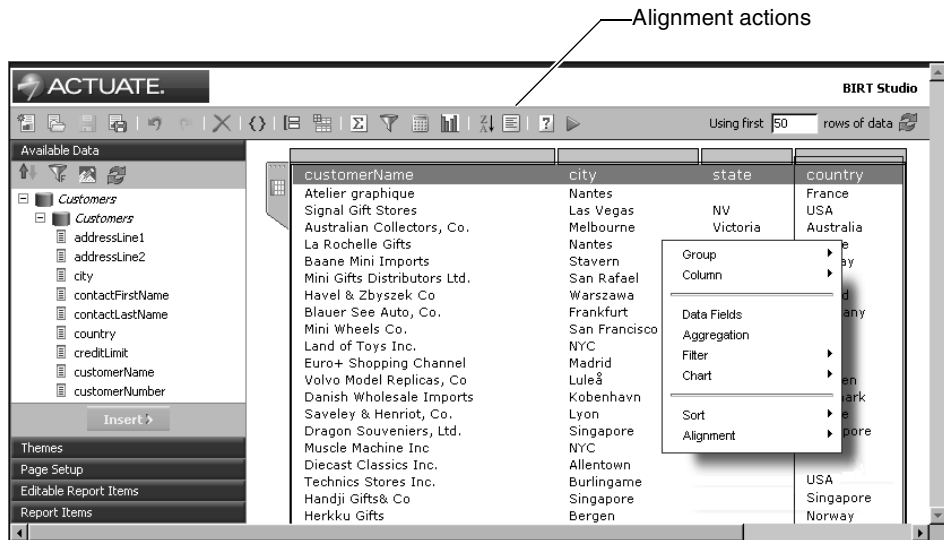 Alignment actions
ACTUATE.
BIRT Studio
Using first 50 rows of data
Available Data
Customers
Customers
addressLine1
addressLine2
city
contactFirstName
contactLastName
country
creditLimit
customerName
customerNumber
Insert
Themes
Page Setup
Editable Report Items
Report Items
customerName city state country
Atelier graphique Nantes France
Signal Gift Stores Las Vegas NV USA
Australian Collectors, Co. Melbourne Victoria Australia
La Rochelle Gifts Nantes
Baane Mini Imports Stavern
Mini Gifts Distributors Ltd. San Rafael
Havel & Zbyszek Co Warszawa
Blauer See Auto, Co. Frankfurt
Mini Wheels Co. San Francisco
Land of Toys Inc. NYC
Euro+ Shopping Channel Madrid
Volvo Model Replicas, Co Luleå
Danish Wholesale Imports Kobenhavn
Saveley & Henriot, Co. Lyon
Dragon Souveniers, Ltd. Singapore
Muscle Machine Inc NYC
Diecast Classics Inc. Allentown
Technics Stores Inc. Burlingame USA
Handji Gifts& Co Singapore Singapore
Herkku Gifts Bergen Norway
Group
Column
Data Fields
Aggregation
Filter
Chart
Sort
Alignment